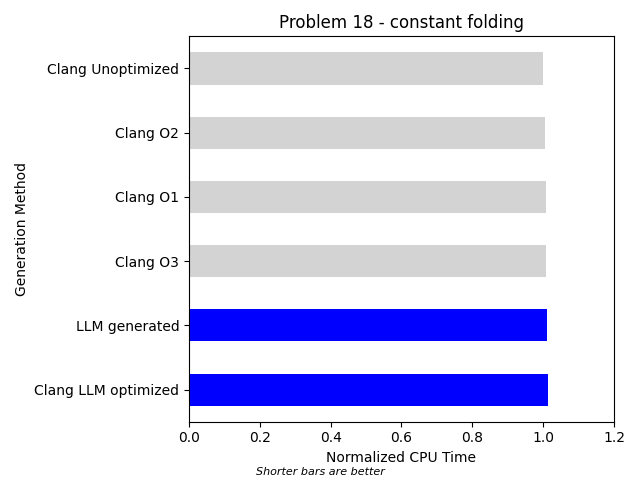 Problem 18 - constant folding
Generation Method
Clang Unoptimized
Clang O2
Clang O1
Clang O3
LLM generated
Clang LLM optimized
0.0 0.2 0.4 0.6 0.8 1.0 1.2
Normalized CPU Time
Shorter bars are better